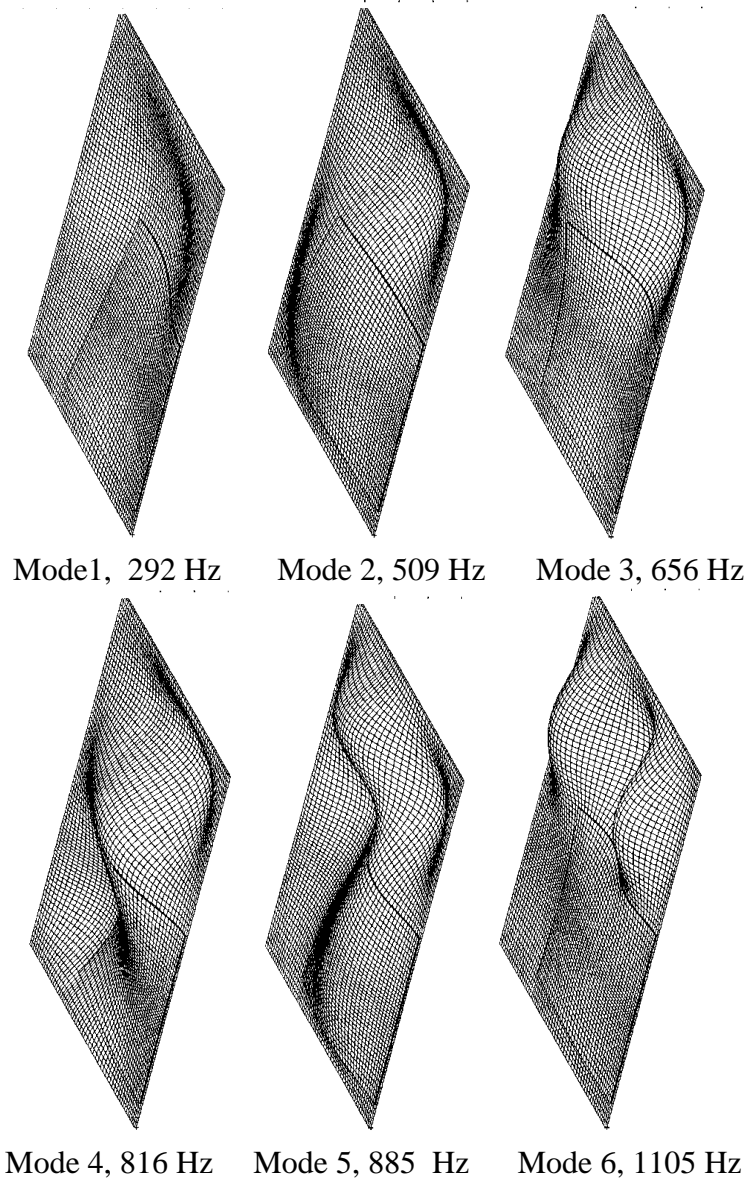 Mode1, 292 Hz
Mode 2, 509 Hz
Mode 3, 656 Hz
Mode 4, 816 Hz
Mode 5, 885 Hz
Mode 6, 1105 Hz